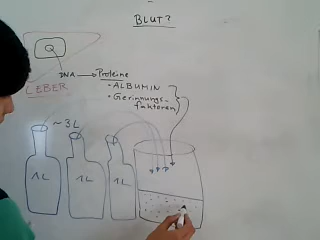 BLUT?
DNA → Proteine
LEBER
- ALBUMIN
- Gerinnungs-
faktoren
~ 3L
1L
1L
1L